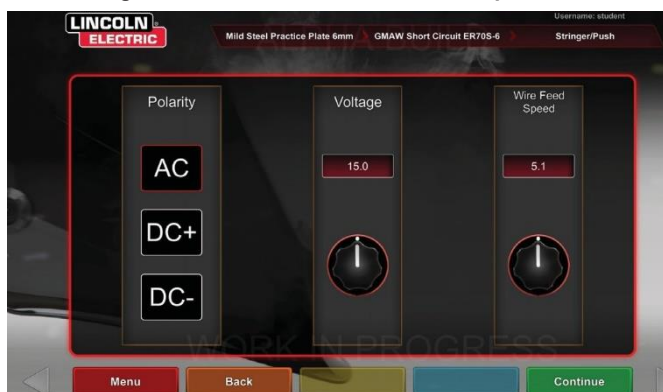 LINCOLN
ELECTRIC
Username: student
Mild Steel Practice Plate 6mm
GMAW Short Circuit ER70S-6
Stringer/Push
Polarity
Voltage
Wire Feed
Speed
AC
15.0
5.1
DC+
DC-
WORK IN PROGRESS
Menu
Back
Continue